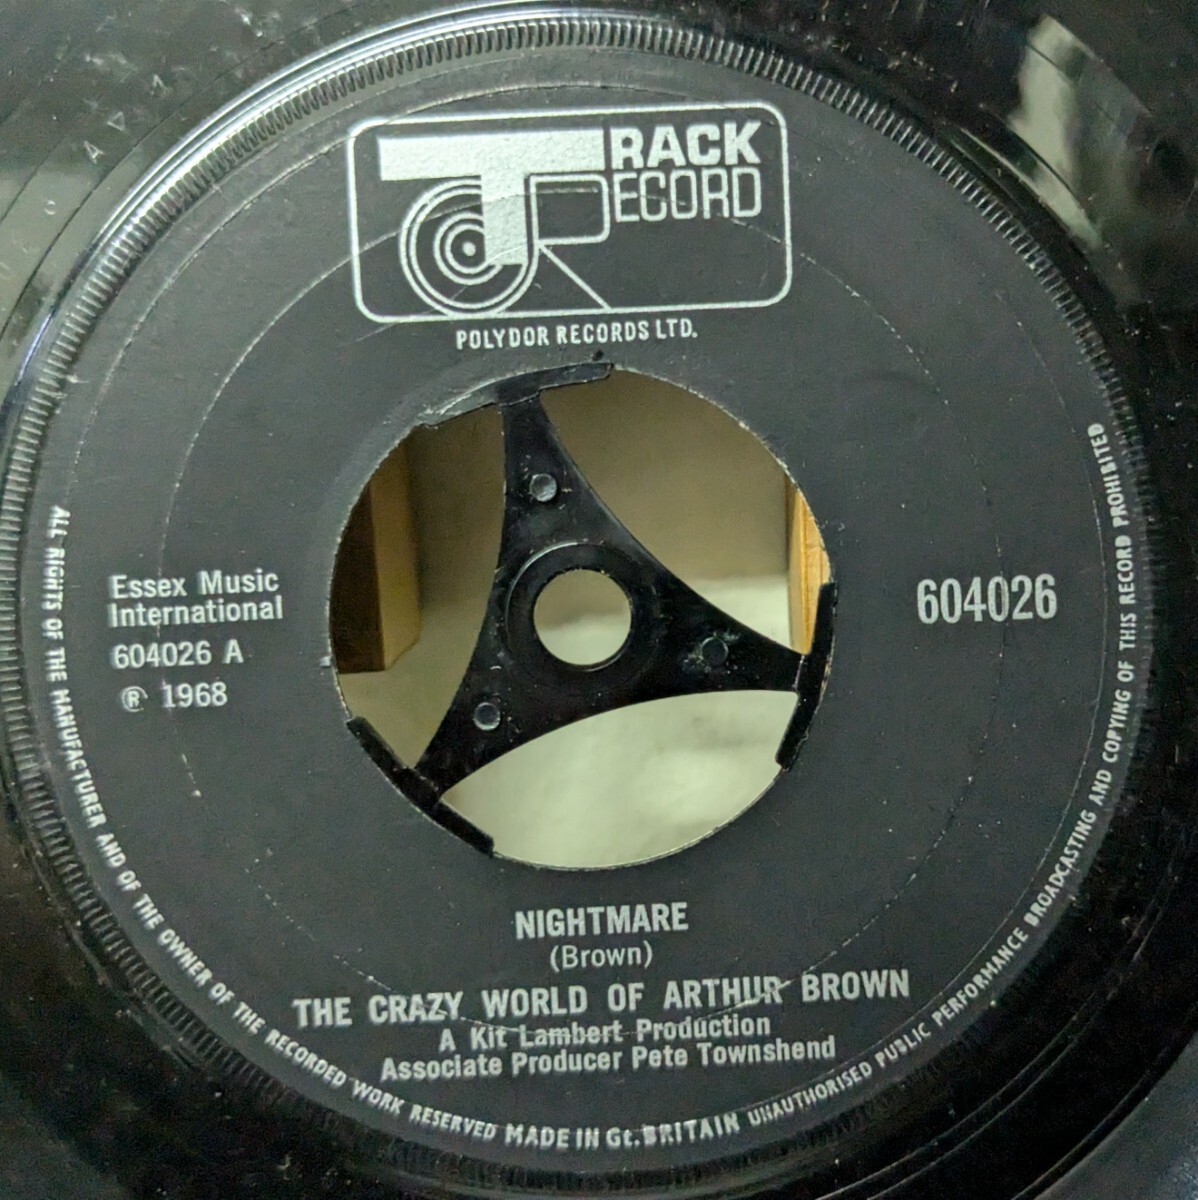 TRACK
RECORD
POLYDOR RECORDS LTD.
Essex Music
International
604026 A
℗ 1968
604026
NIGHTMARE
(Brown)
THE CRAZY WORLD OF ARTHUR BROWN
A Kit Lambert Production
Associate Producer Pete Townshend
ALL RIGHTS OF THE MANUFACTURER AND OF THE OWNER OF THE RECORDED WORK RESERVED MADE IN Gt. BRITAIN UNAUTHORISED PUBLIC PERFORMANCE BROADCASTING AND COPYING OF THIS RECORD PROHIBITED